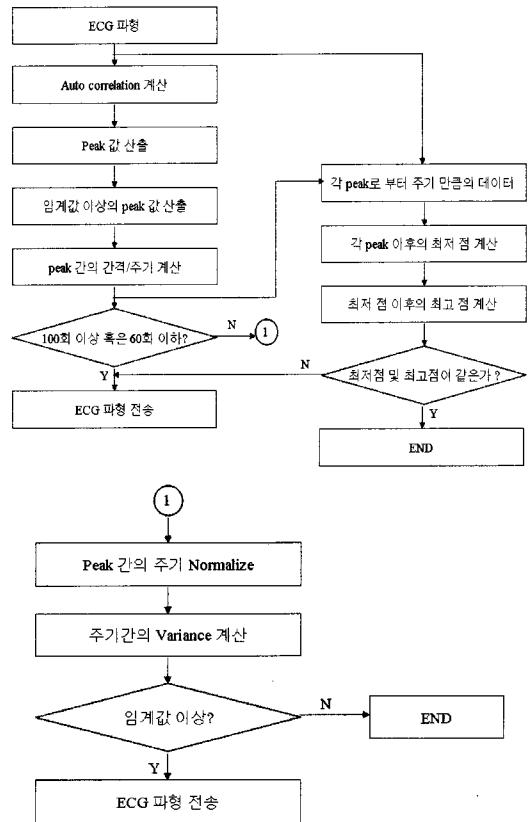 ECG 파형
Auto correlation 계산
Peak 값 산출
임계값 이상의 peak 값 산출
peak 간의 간격/주기 계산
100회 이상 혹은 60회 이하?
N
1
Y
ECG 파형 전송
각 peak로 부터 주기 만큼의 데이터
각 peak 이후의 최저 점 계산
최저 점 이후의 최고 점 계산
N
최저점 및 최고점이 같은가 ?
Y
END
1
Peak 간의 주기 Normalize
주기간의 Variance 계산
임계값 이상?
N
END
Y
ECG 파형 전송